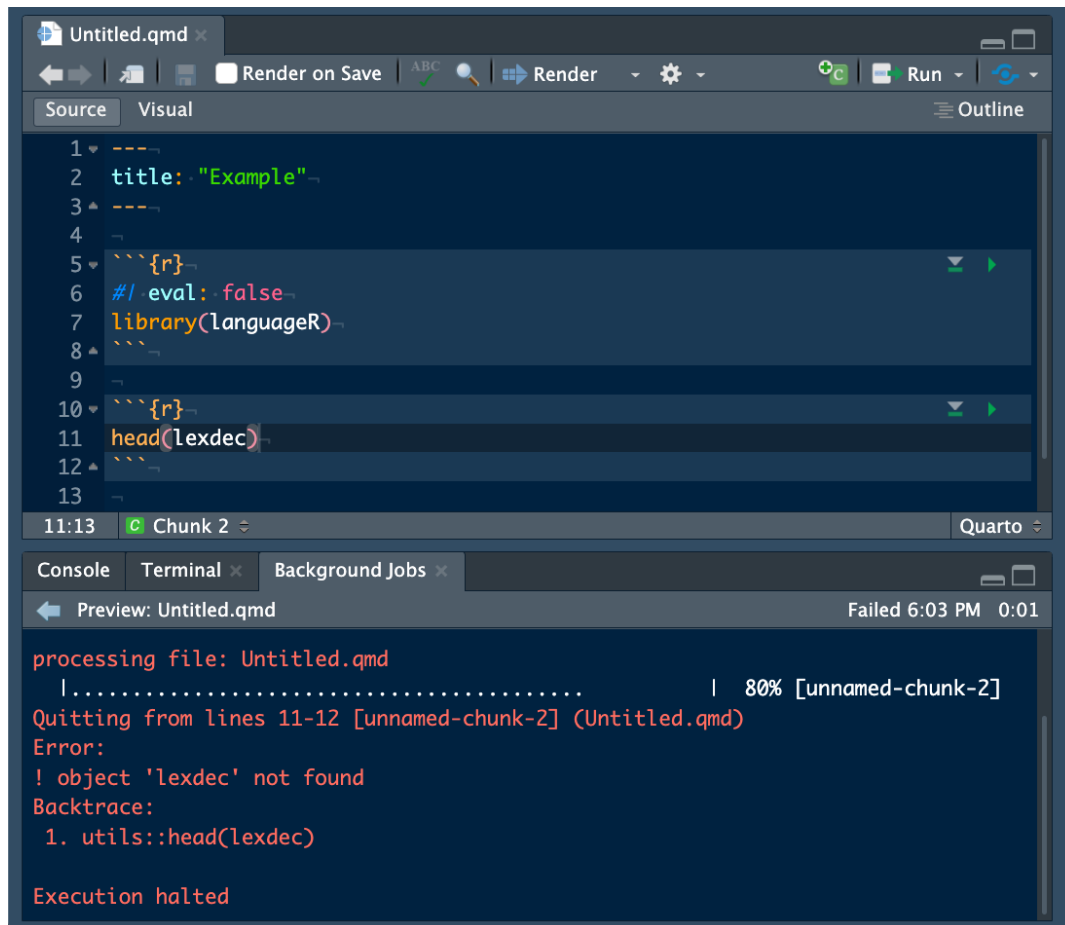 Untitled.qmd
Render on Save ABC Render Run
Source Visual Outline
1 ---
2 title: "Example"
3 ---
4
5 ```{r}
6 #| eval: false
7 library(languageR)
8 ```
9
10 ```{r}
11 head(lexdec)
12 ```
13
11:13 C Chunk 2 Quarto
Console Terminal Background Jobs
Preview: Untitled.qmd Failed 6:03 PM 0:01
processing file: Untitled.qmd
|........................................... | 80% [unnamed-chunk-2]
Quitting from lines 11-12 [unnamed-chunk-2] (Untitled.qmd)
Error:
! object 'lexdec' not found
Backtrace:
1. utils::head(lexdec)
Execution halted